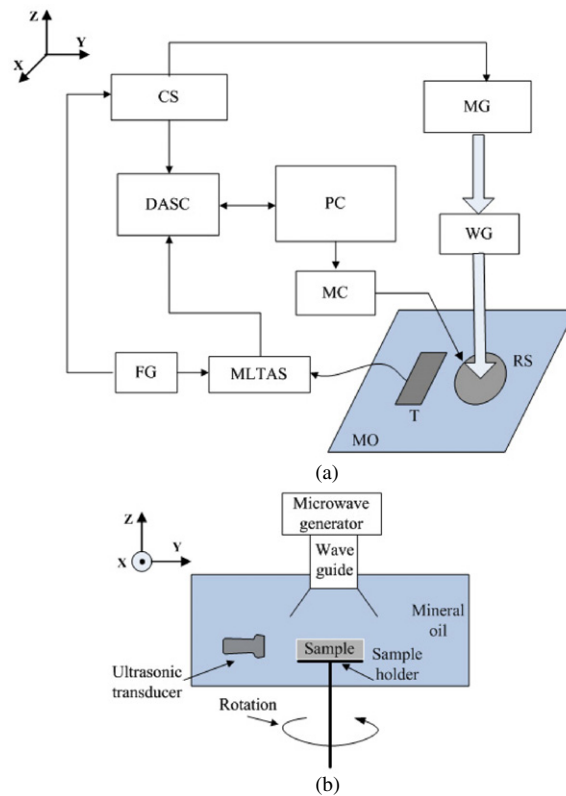 Z
Y
X
CS
MG
DASC
PC
WG
MC
FG
MLTAS
T
RS
MO
(a)
Z
X
Y
Microwave
generator
Wave
guide
Mineral
oil
Sample
Sample
holder
Ultrasonic
transducer
Rotation
(b)